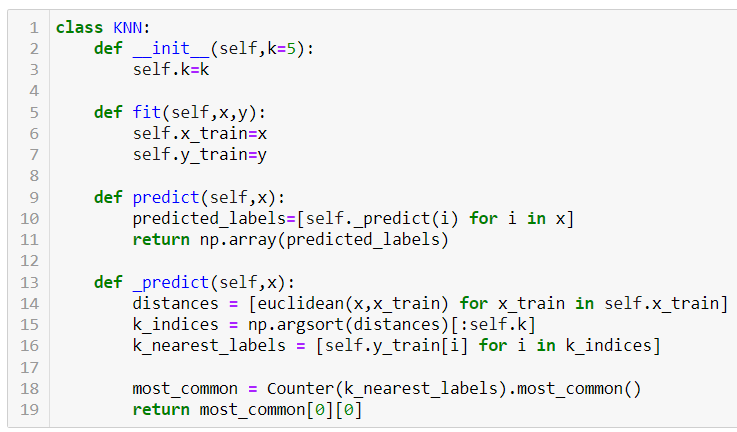 1 class KNN:
2     def __init__(self,k=5):
3         self.k=k
4
5     def fit(self,x,y):
6         self.x_train=x
7         self.y_train=y
8
9     def predict(self,x):
10         predicted_labels=[self._predict(i) for i in x]
11         return np.array(predicted_labels)
12
13     def _predict(self,x):
14         distances = [euclidean(x,x_train) for x_train in self.x_train]
15         k_indices = np.argsort(distances)[:self.k]
16         k_nearest_labels = [self.y_train[i] for i in k_indices]
17
18         most_common = Counter(k_nearest_labels).most_common()
19         return most_common[0][0]